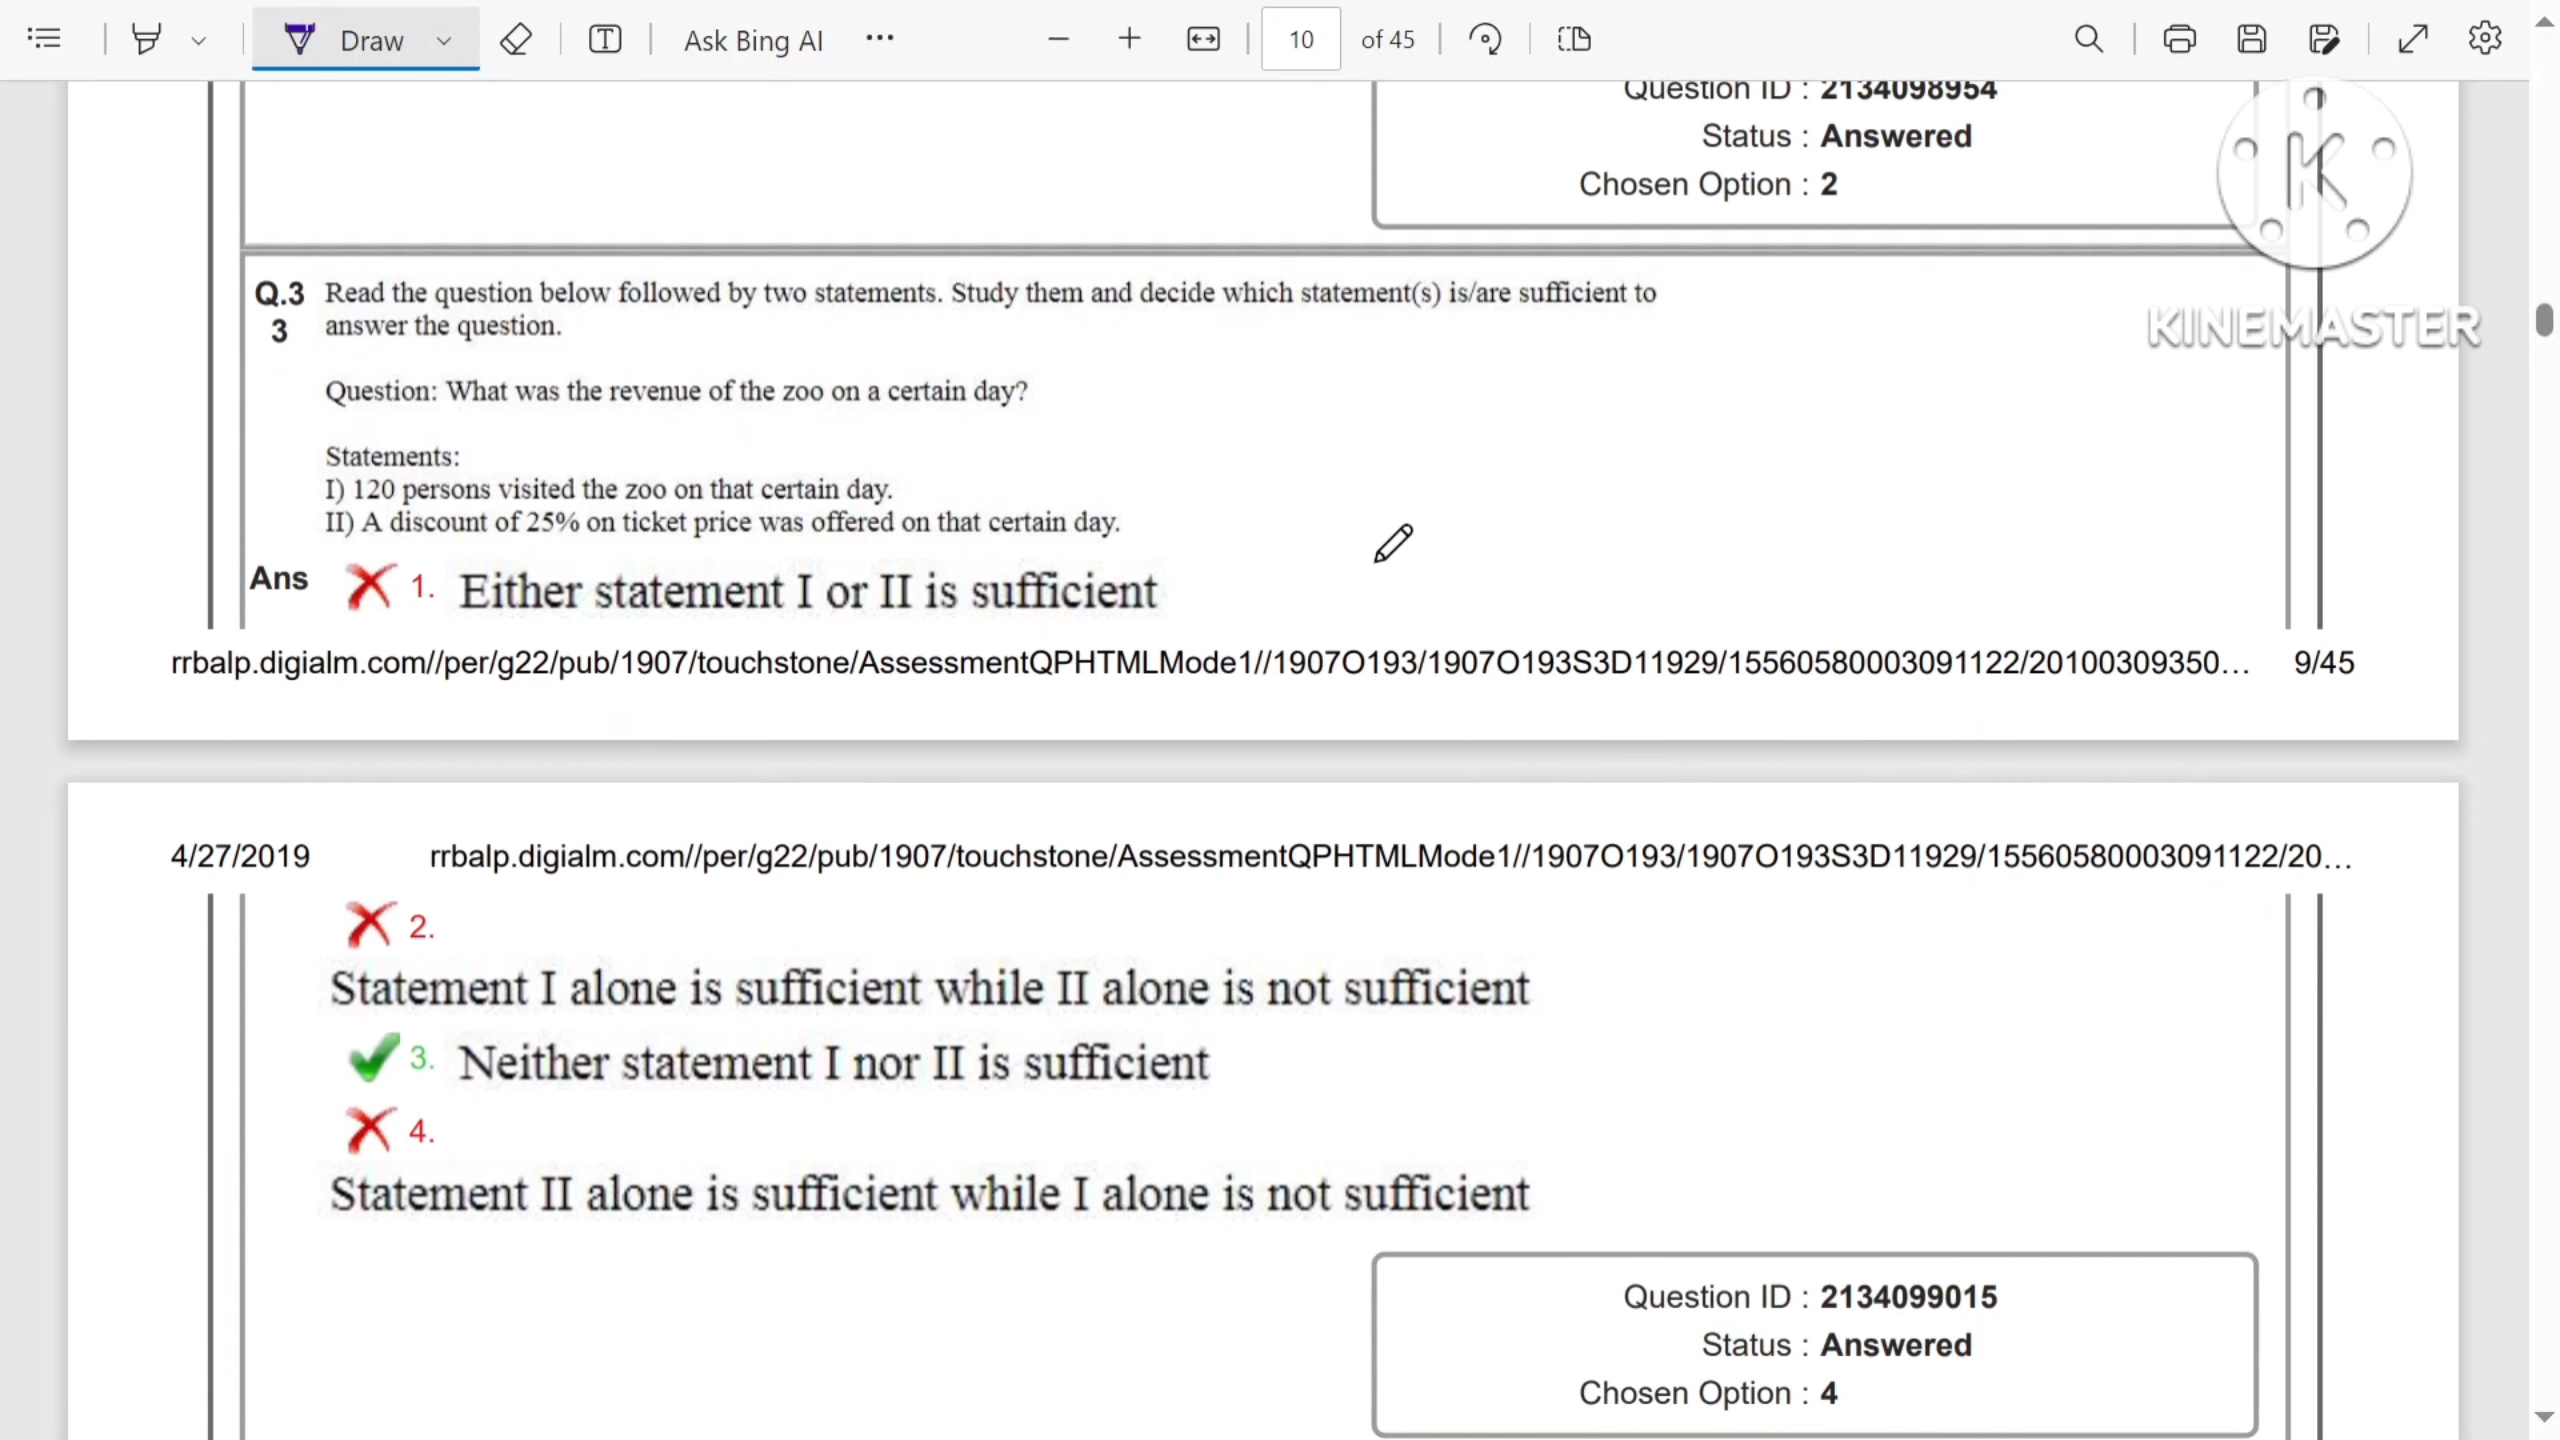 Draw
Ask Bing AI
10 of 45
Question ID : 2134098954
Status : Answered
Chosen Option : 2
K
KINEMASTER
Q.3 Read the question below followed by two statements. Study them and decide which statement(s) is/are sufficient to
3 answer the question.
Question: What was the revenue of the zoo on a certain day?
Statements:
I) 120 persons visited the zoo on that certain day.
II) A discount of 25% on ticket price was offered on that certain day.
Ans 1. Either statement I or II is sufficient
rrbalp.digialm.com//per/g22/pub/1907/touchstone/AssessmentQPHTMLMode1//1907O193/1907O193S3D11929/15560580003091122/20100309350… 9/45
4/27/2019 rrbalp.digialm.com//per/g22/pub/1907/touchstone/AssessmentQPHTMLMode1//1907O193/1907O193S3D11929/15560580003091122/20…
2.
Statement I alone is sufficient while II alone is not sufficient
3. Neither statement I nor II is sufficient
4.
Statement II alone is sufficient while I alone is not sufficient
Question ID : 2134099015
Status : Answered
Chosen Option : 4